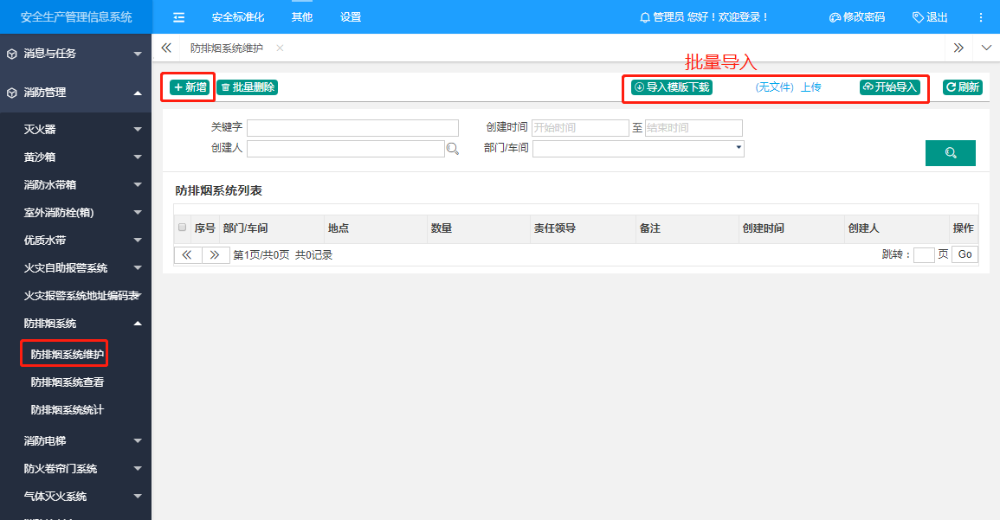 安全生产管理信息系统
安全标准化 其他 设置 管理员 您好！欢迎登录！ 修改密码 退出
消息与任务
消防管理
灭火器
黄沙箱
消防水带箱
室外消防栓(箱)
优质水带
火灾自助报警系统
火灾报警系统地址编码表
防排烟系统
防排烟系统维护
防排烟系统查看
防排烟系统统计
消防电梯
防火卷帘门系统
气体灭火系统
防排烟系统维护
批量导入
新增 批量删除 导入模版下载 (无文件) 上传 开始导入 刷新
关键字 创建时间 开始时间 至 结束时间
创建人 部门/车间
防排烟系统列表
序号 部门/车间 地点 数量 责任领导 备注 创建时间 创建人 操作
第1页/共0页 共0记录 跳转： 页 Go